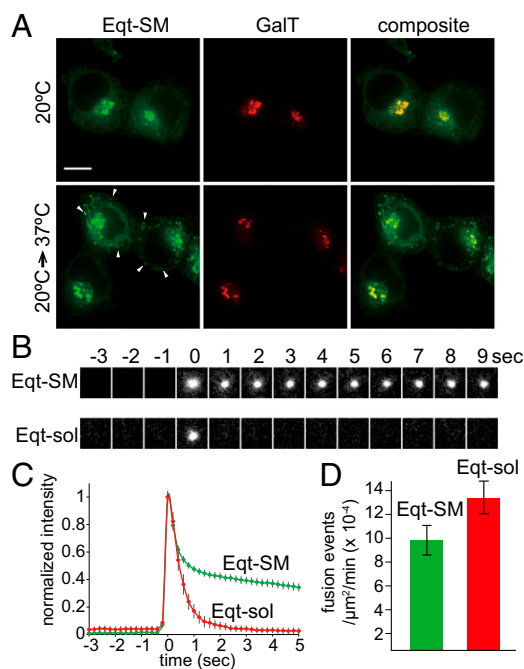 A
Eqt-SM GalT composite
20ºC
20ºC➔37ºC
B
-3 -2 -1 0 1 2 3 4 5 6 7 8 9 sec
Eqt-SM
Eqt-sol
C
normalized intensity
1
0.8
0.6
0.4
0.2
0
Eqt-SM
Eqt-sol
-3 -2 -1 0 1 2 3 4 5
time (sec)
D
fusion events
/µm²/min (x 10⁻⁴)
14
12
10
8
6
4
2
Eqt-SM
Eqt-sol